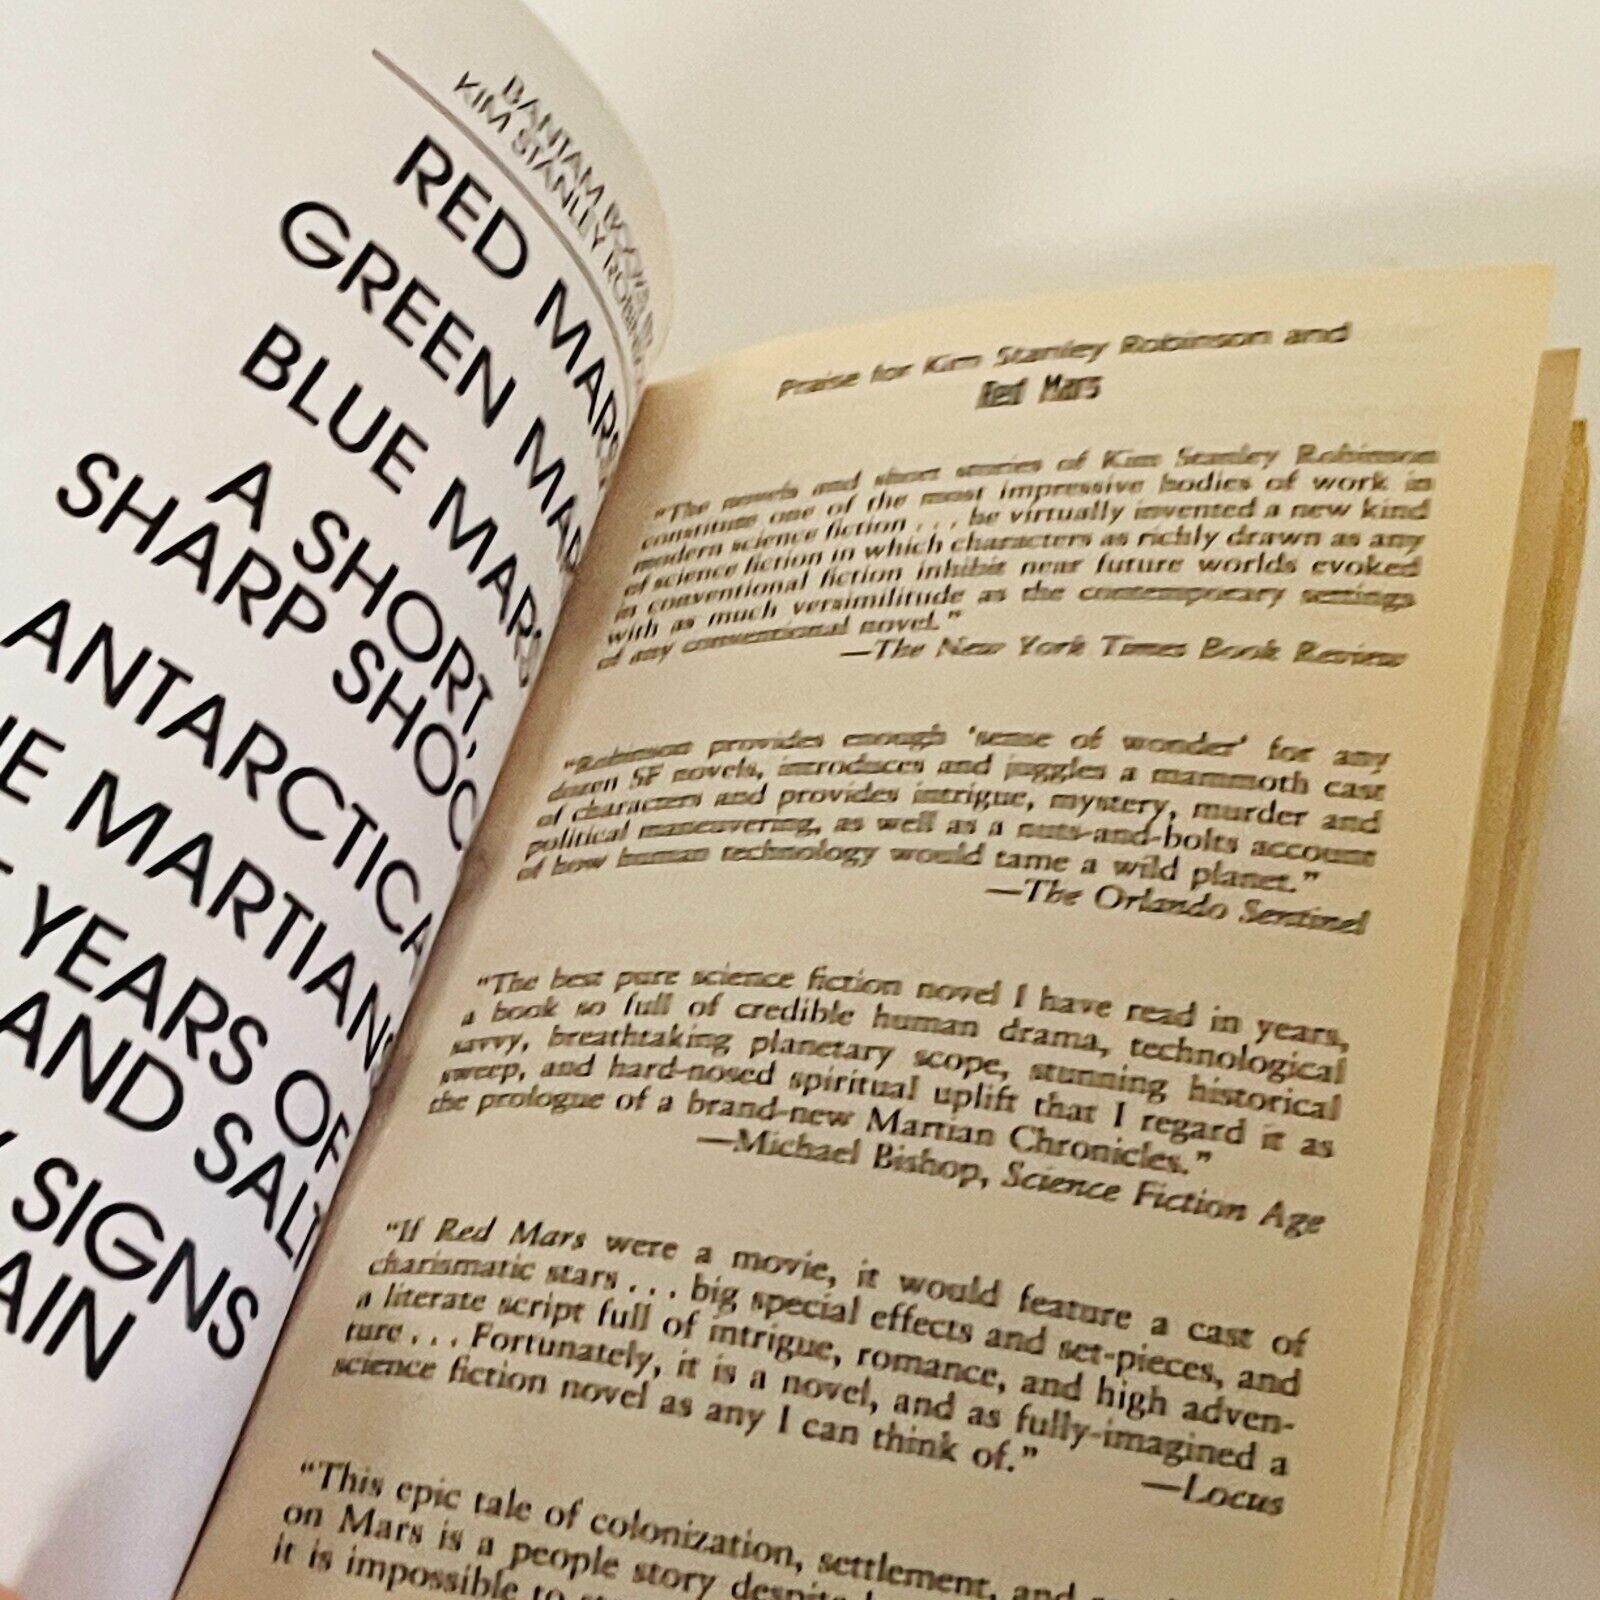 BANTAM BOOKS BY
KIM STANLEY ROBINS
RED MARS
GREEN MAR
BLUE MARS
A SHORT,
SHARP SHOC
ANTARCTICA
HE MARTIANS
YEARS OF
AND SALT
Y SIGNS
AIN
Praise for Kim Stanley Robinson and
Red Mars
"The novels and short stories of Kim Stanley Robinson
constitute one of the most impressive bodies of work in
modern science fiction . . . he virtually invented a new kind
of science fiction in which characters as richly drawn as any
in conventional fiction inhibit near future worlds evoked
with as much versimilitude as the contemporary settings
of any conventional novel."
—The New York Times Book Review
"Robinson provides enough 'sense of wonder' for any
dozen SF novels, introduces and juggles a mammoth cast
of characters and provides intrigue, mystery, murder and
political maneuvering, as well as a nuts-and-bolts account
of how human technology would tame a wild planet."
—The Orlando Sentinel
"The best pure science fiction novel I have read in years,
a book so full of credible human drama, technological
savvy, breathtaking planetary scope, stunning historical
sweep, and hard-nosed spiritual uplift that I regard it as
the prologue of a brand-new Martian Chronicles."
—Michael Bishop, Science Fiction Age
"If Red Mars were a movie, it would feature a cast of
charismatic stars . . . big special effects and set-pieces, and
a literate script full of intrigue, romance, and high adven-
ture . . . Fortunately, it is a novel, and as fully-imagined a
science fiction novel as any I can think of."
—Locus
"This epic tale of colonization, settlement, and
on Mars is a people story despite
it is impossible to